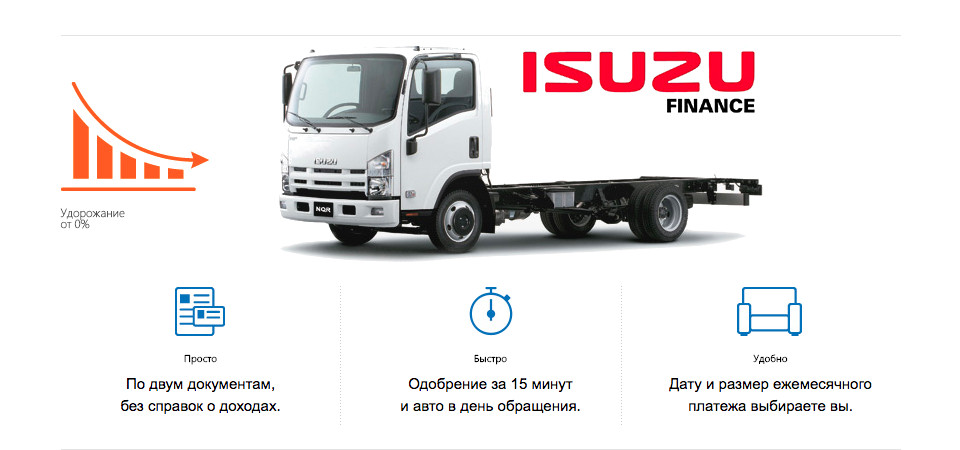 ISUZU
FINANCE
ISUZU
NQR
Удорожание
от 0%
Просто
По двум документам,
без справок о доходах.
Быстро
Одобрение за 15 минут
и авто в день обращения.
Удобно
Дату и размер ежемесячного
платежа выбираете вы.